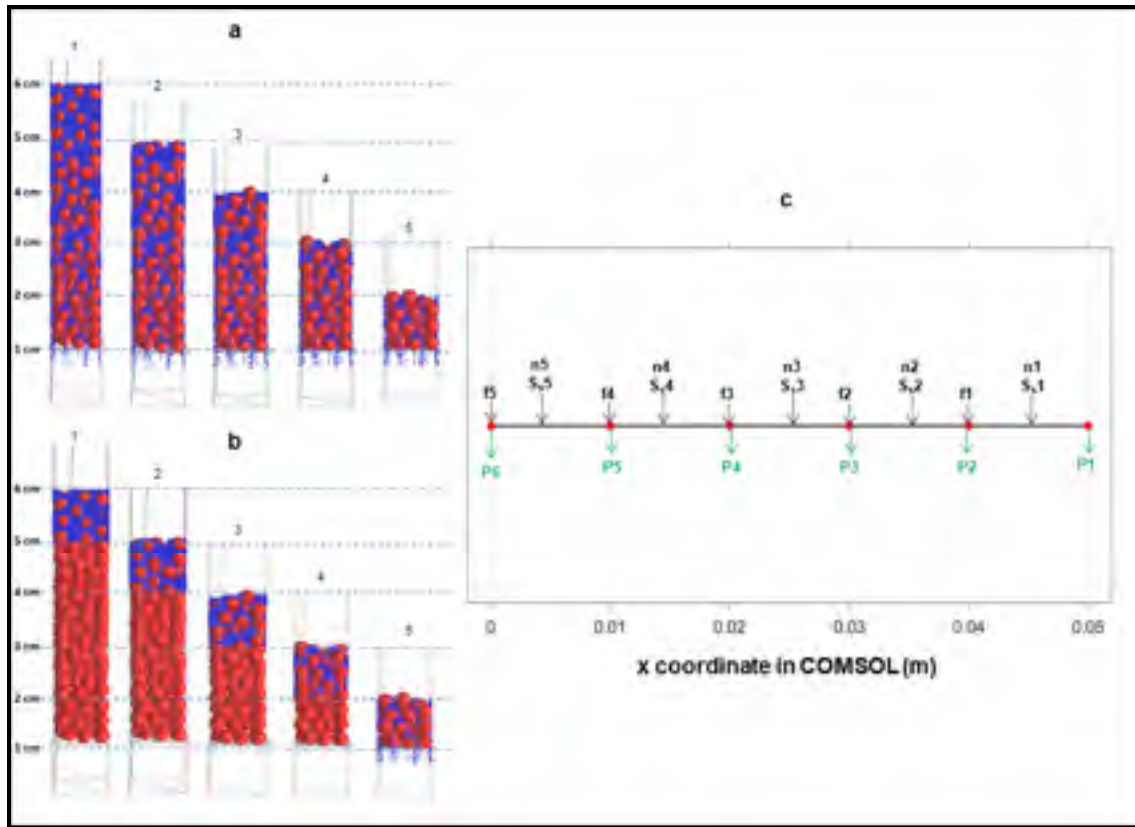 a
1
2
3
4
5
6 cm
5 cm
4 cm
3 cm
2 cm
1 cm
b
1
2
3
4
5
6 cm
5 cm
4 cm
3 cm
2 cm
1 cm
c
n5 n4 n3 n2 n1
S,5 S,4 S,3 S,2 S,1
f5 f4 f3 f2 f1
P6 P5 P4 P3 P2 P1
0 0.01 0.02 0.03 0.04 0.05
x coordinate in COMSOL (m)